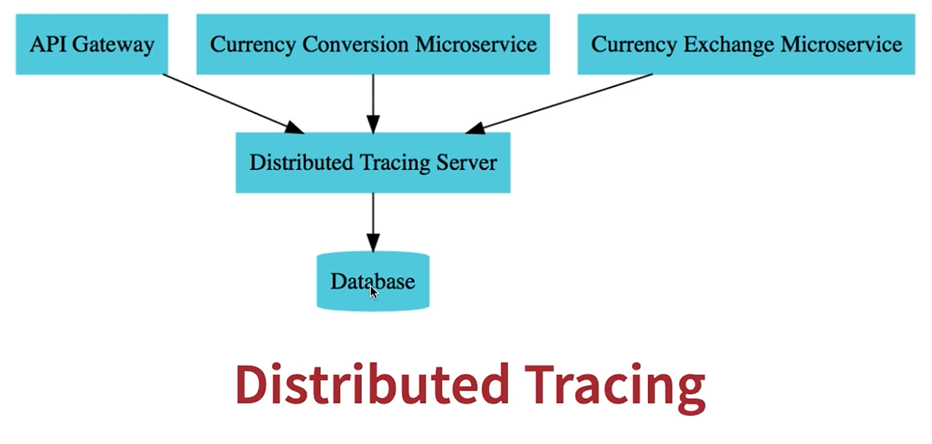 API Gateway
Currency Conversion Microservice
Currency Exchange Microservice
Distributed Tracing Server
Database
Distributed Tracing